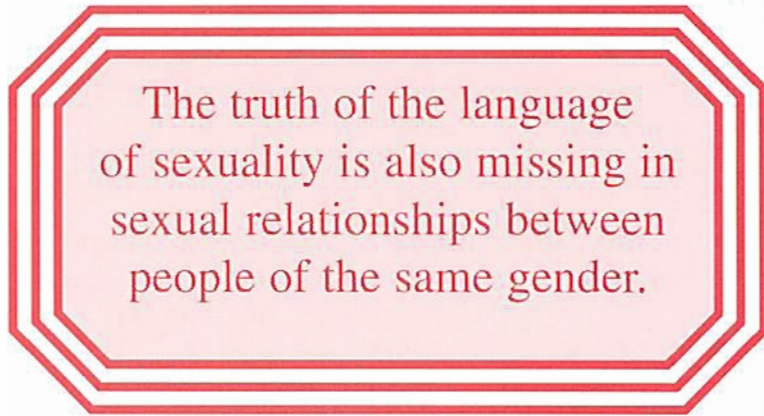 The truth of the language
of sexuality is also missing in
sexual relationships between
people of the same gender.